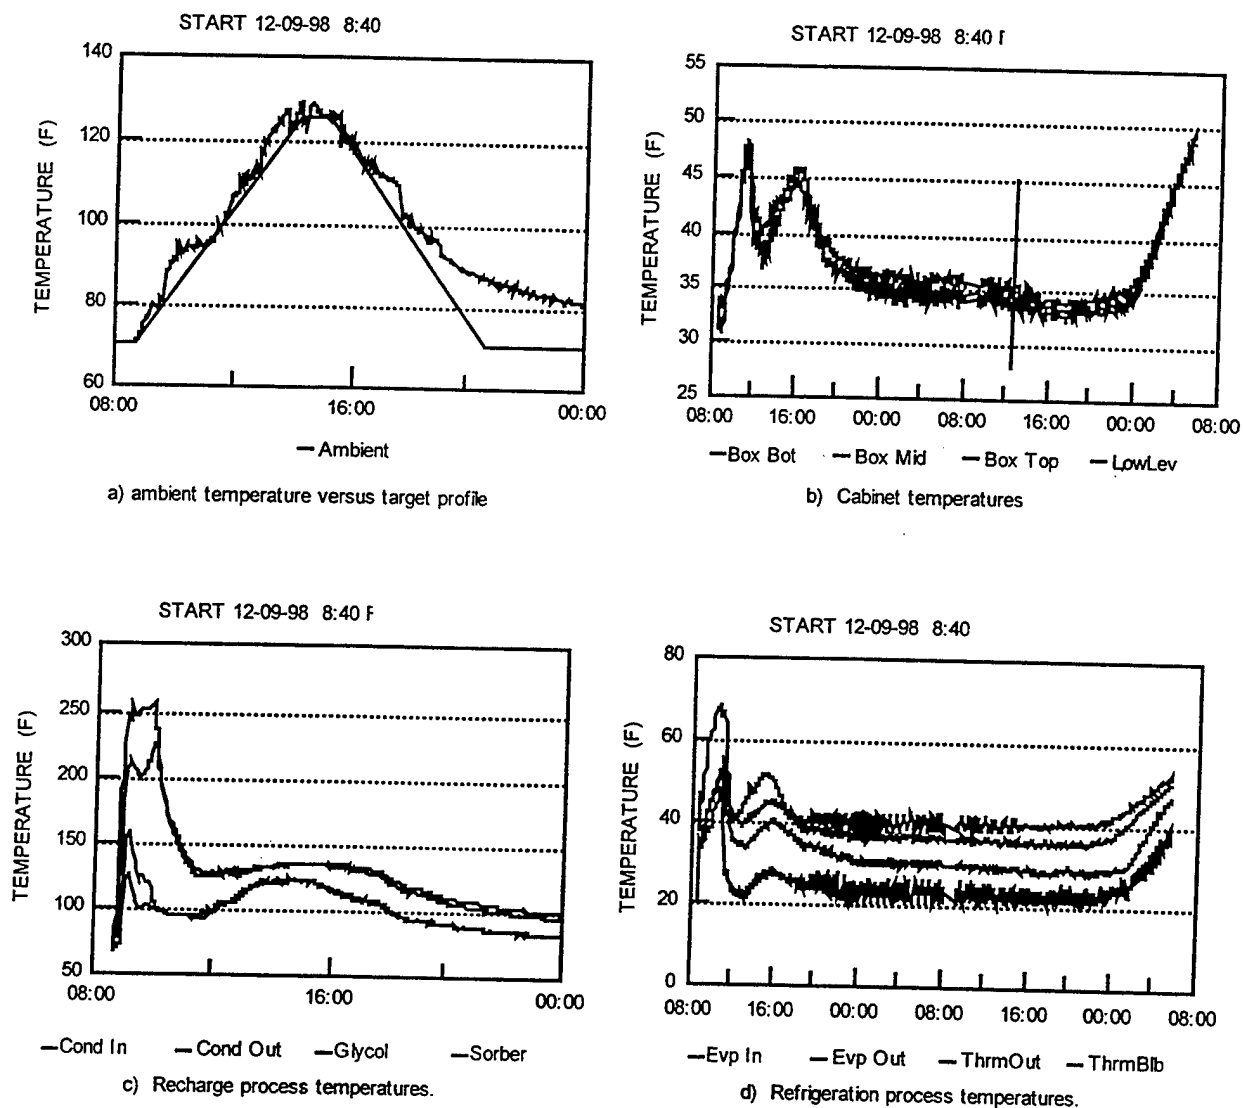 START 12-09-98 8:40
140
120
100
80
60
TEMPERATURE (F)
08:00 16:00 00:00
Ambient
a) ambient temperature versus target profile
START 12-09-98 8:40 F
55
50
45
40
35
30
25
TEMPERATURE (F)
08:00 16:00 00:00 08:00 16:00 00:00 08:00
Box Bot Box Mid Box Top LowLev
b) Cabinet temperatures
START 12-09-98 8:40 F
300
250
200
150
100
50
TEMPERATURE (F)
08:00 16:00 00:00
Cond In Cond Out Glycol Sorber
c) Recharge process temperatures.
START 12-09-98 8:40
80
60
40
20
0
TEMPERATURE (F)
08:00 16:00 00:00 08:00 16:00 00:00 08:00
Evp In Evp Out ThrmOut ThrmBlb
d) Refrigeration process temperatures.